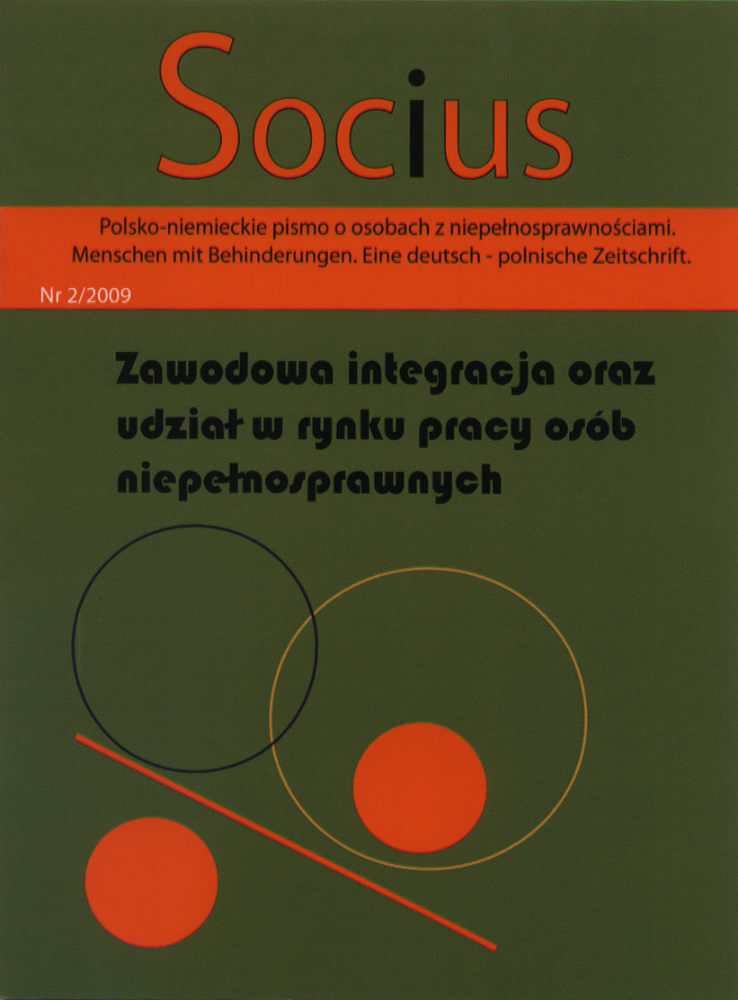 Socius
Polsko-niemieckie pismo o osobach z niepełnosprawnościami.
Menschen mit Behinderungen. Eine deutsch - polnische Zeitschrift.
Nr 2/2009
Zawodowa integracja oraz
udział w rynku pracy osób
niepełnosprawnych